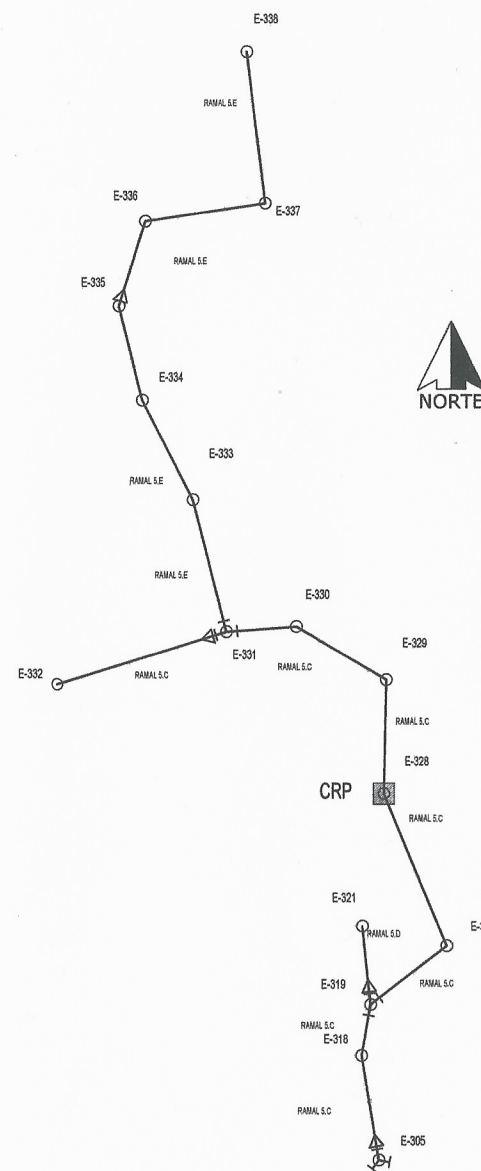 E-338
RAMAL 5.E
E-336
E-337
RAMAL 5.E
E-335
E-334
NORTE
E-333
RAMAL 5.E
RAMAL 5.E
E-330
E-331
E-329
E-332
RAMAL 5.C
RAMAL 5.C
RAMAL 5.C
E-328
CRP
RAMAL 5.C
E-321
RAMAL 5.D
E-319
RAMAL 5.C
RAMAL 5.C
E-318
RAMAL 5.C
E-305